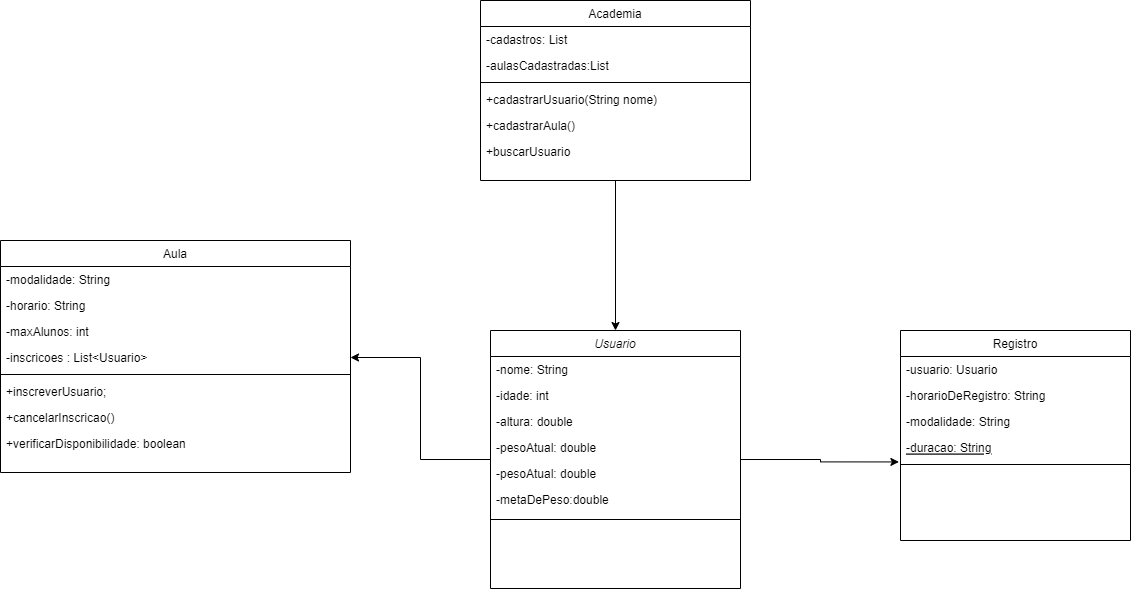 Academia
-cadastros: List
-aulasCadastradas:List
+cadastrarUsuario(String nome)
+cadastrarAula()
+buscarUsuario
Aula
-modalidade: String
-horario: String
-maxAlunos: int
-inscricoes : List<Usuario>
+inscreverUsuario;
+cancelarInscricao()
+verificarDisponibilidade: boolean
Usuario
-nome: String
-idade: int
-altura: double
-pesoAtual: double
-pesoAtual: double
-metaDePeso:double
Registro
-usuario: Usuario
-horarioDeRegistro: String
-modalidade: String
-duracao: String